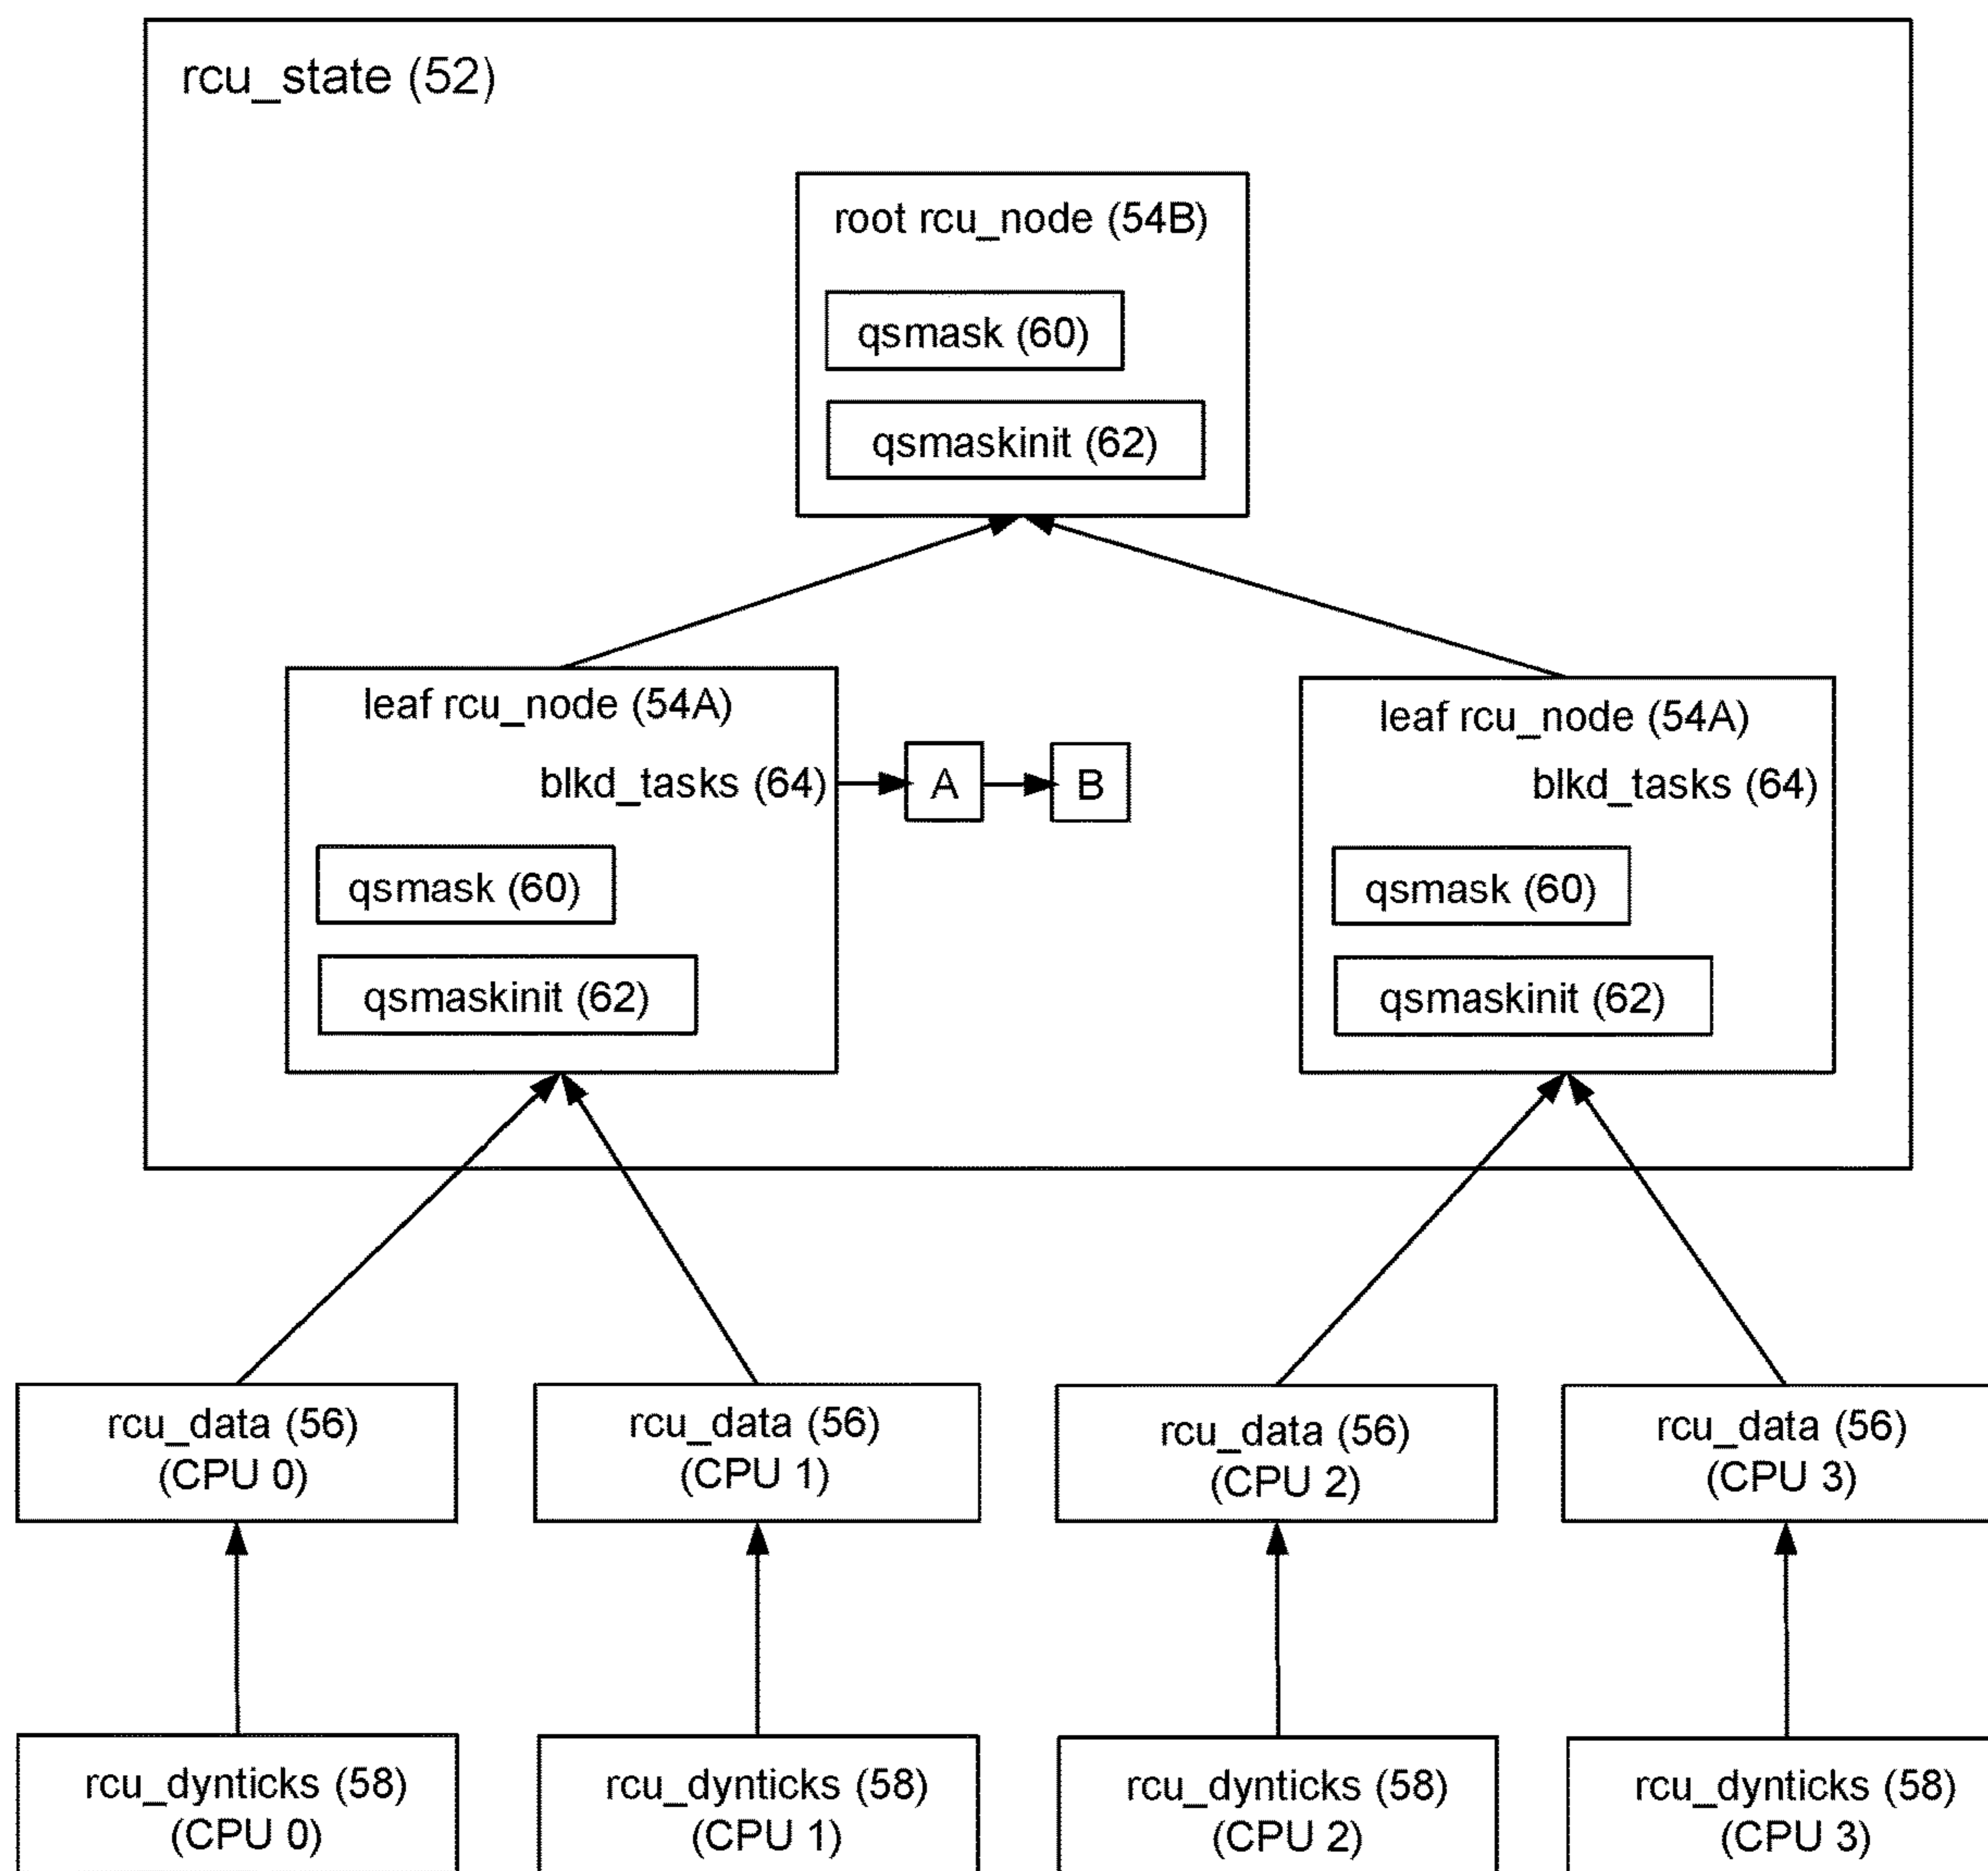 rcu_state (52)
root rcu_node (54B)
qsmask (60)
qsmaskinit (62)
leaf rcu_node (54A)
blkd_tasks (64)
A
B
qsmask (60)
qsmaskinit (62)
leaf rcu_node (54A)
blkd_tasks (64)
qsmask (60)
qsmaskinit (62)
rcu_data (56)
(CPU 0)
rcu_data (56)
(CPU 1)
rcu_data (56)
(CPU 2)
rcu_data (56)
(CPU 3)
rcu_dynticks (58)
(CPU 0)
rcu_dynticks (58)
(CPU 1)
rcu_dynticks (58)
(CPU 2)
rcu_dynticks (58)
(CPU 3)